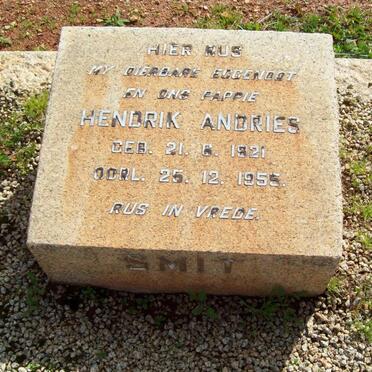 HIER RUS
MY DIERBARE EGGENOOT
EN ONS PAPPIE
HENDRIK ANDRIES
GEB. 21. 6. 1921
OORL. 25. 12. 1955.
RUS IN VREDE.
SMIT